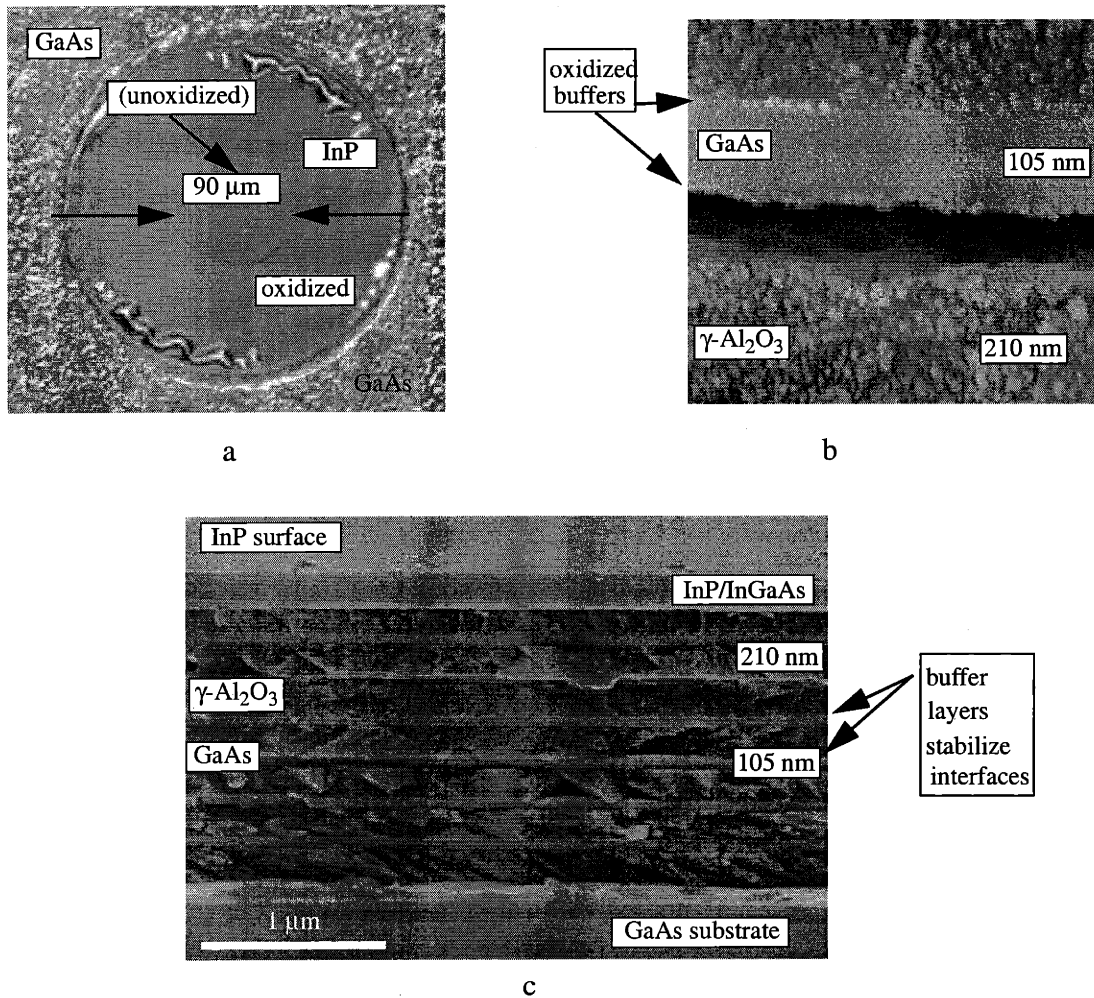 GaAs
(unoxidized)
InP
90 μm
oxidized
GaAs
a
oxidized
buffers
GaAs
105 nm
γ-Al₂O₃
210 nm
b
InP surface
InP/InGaAs
210 nm
γ-Al₂O₃
GaAs
105 nm
buffer
layers
stabilize
interfaces
1 μm
GaAs substrate
c